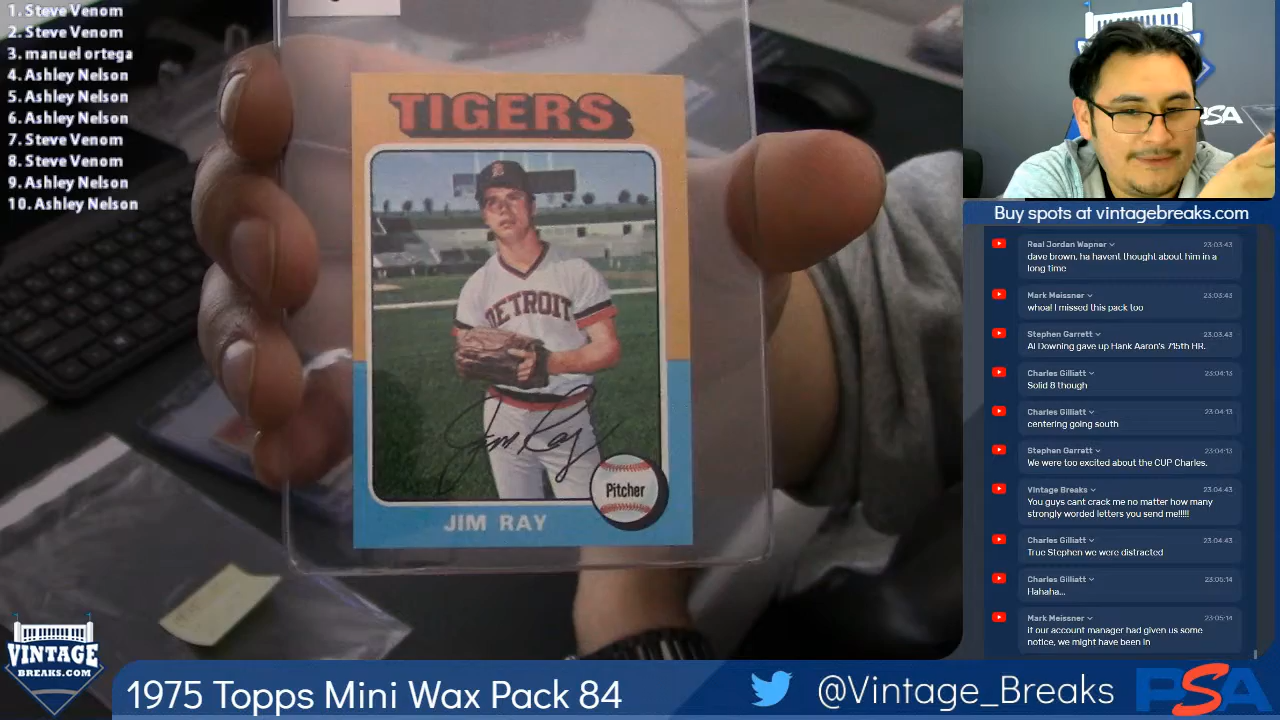 1. Steve Venom
2. Steve Venom
3. manuel ortega
4. Ashley Nelson
5. Ashley Nelson
6. Ashley Nelson
7. Steve Venom
8. Steve Venom
9. Ashley Nelson
10. Ashley Nelson
TIGERS
DETROIT
Jim Ray
Pitcher
JIM RAY
PSA
Buy spots at vintagebreaks.com
Real Jordan Wapner 23:03:43
dave brown. ha havent thought about him in a
long time
Mark Meissner 23:03:43
whoa! I missed this pack too
Stephen Garrett 23:03:43
Al Downing gave up Hank Aaron's 715th HR.
Charles Gilliatt 23:04:13
Solid 8 though
Charles Gilliatt 23:04:13
centering going south
Stephen Garrett 23:04:13
We were too excited about the CUP Charles.
Vintage Breaks 23:04:43
You guys cant crack me no matter how many
strongly worded letters you send me!!!!!
Charles Gilliatt 23:04:43
True Stephen we were distracted
Charles Gilliatt 23:05:14
Hahaha...
Mark Meissner 23:05:14
if our account manager had given us some
notice, we might have been in
VINTAGE
BREAKS.COM
1975 Topps Mini Wax Pack 84
@Vintage_Breaks
PSA